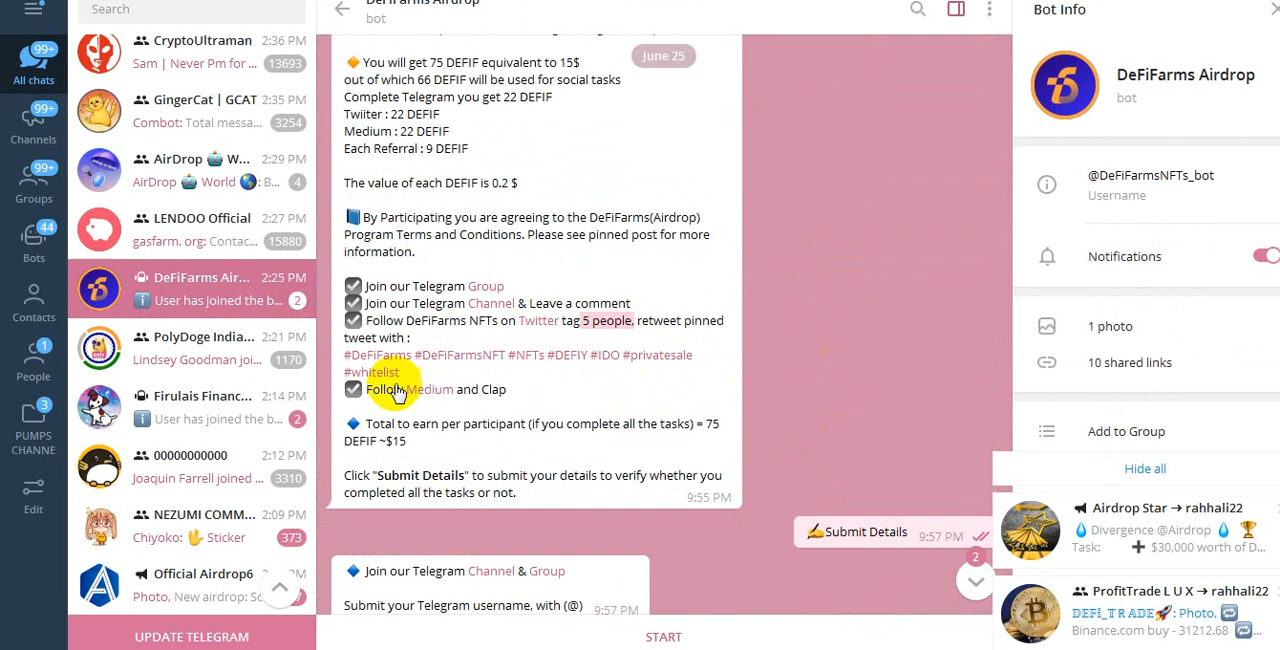 99+
All chats
99+
Channels
99+
Groups
44
Bots
Contacts
1
People
3
PUMPS
CHANNE
Edit
Search
CryptoUltraman 2:36 PM
Sam | Never Pm for ... 13693
GingerCat | GCAT 2:35 PM
Combot: Total messa... 3254
AirDrop 🤖 W... 2:29 PM
AirDrop 🤖 World 🌎: B... 4
LENDOO Official 2:27 PM
gasfarm. org: Contac... 15880
DeFiFarms Air... 2:25 PM
ℹ️ User has joined the b... 2
PolyDoge India... 2:21 PM
Lindsey Goodman joi... 1170
Firulais Financ... 2:14 PM
ℹ️ User has joined the b... 2
00000000000 2:12 PM
Joaquin Farrell joined ... 3310
NEZUMI COMM... 2:09 PM
Chiyoko: 🖖 Sticker 373
Official Airdrop6
Photo, New airdrop: So
UPDATE TELEGRAM
DeFiFarms Airdrop
bot
June 25
🔶You will get 75 DEFIF equivalent to 15$
out of which 66 DEFIF will be used for social tasks
Complete Telegram you get 22 DEFIF
Twiiter : 22 DEFIF
Medium : 22 DEFIF
Each Referral : 9 DEFIF
The value of each DEFIF is 0.2 $
📘By Participating you are agreeing to the DeFiFarms(Airdrop)
Program Terms and Conditions. Please see pinned post for more
information.
☑️ Join our Telegram Group
☑️ Join our Telegram Channel & Leave a comment
☑️ Follow DeFiFarms NFTs on Twitter tag 5 people, retweet pinned
tweet with :
#DeFiFarms #DeFiFarmsNFT #NFTs #DEFIY #IDO #privatesale
#whitelist
☑️ Follow Medium and Clap
🔹 Total to earn per participant (if you complete all the tasks) = 75
DEFIF ~$15
Click "Submit Details" to submit your details to verify whether you
completed all the tasks or not.
9:55 PM
✍️Submit Details 9:57 PM
2
🔹 Join our Telegram Channel & Group
Submit your Telegram username, with (@) 9:57 PM
START
Bot Info
DeFiFarms Airdrop
bot
@DeFiFarmsNFTs_bot
Username
Notifications
1 photo
10 shared links
Add to Group
Hide all
Airdrop Star → rahhali22
💧 Divergence @Airdrop 💧 🏆
Task: ➕ $30,000 worth of D...
ProfitTrade L U X → rahhali22
𝔻𝔼𝔽𝕚_𝕋ℝ𝔸𝔻𝔼🚀: Photo, 🔁
Binance.com buy - 31212.68 🔁...